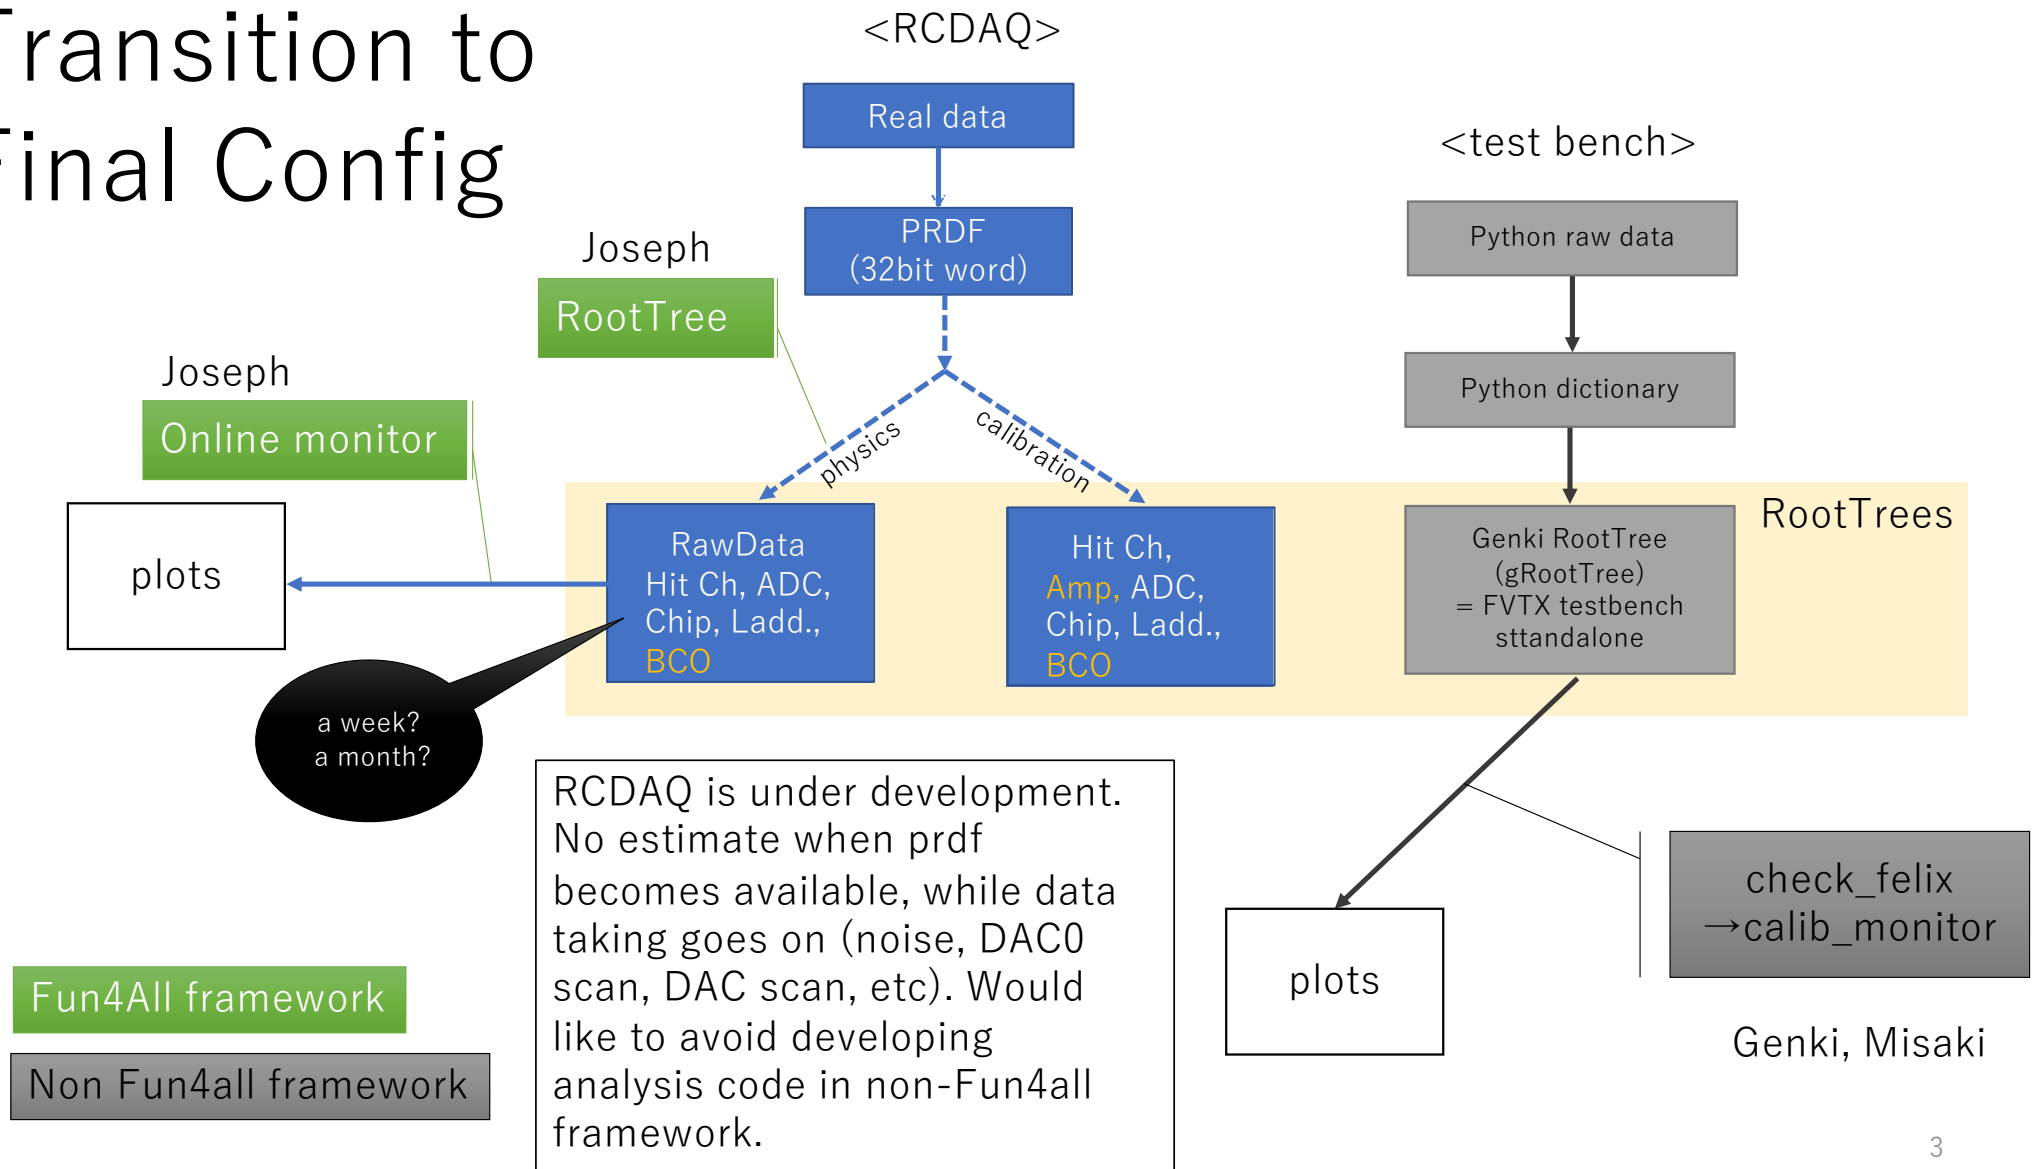 Transition to
Final Config
<RCDAQ>
Real data
PRDF
(32bit word)
<test bench>
Python raw data
Python dictionary
Joseph
RootTree
Joseph
Online monitor
physics
calibration
RootTrees
plots
RawData
Hit Ch, ADC,
Chip, Ladd.,
BCO
Hit Ch,
Amp, ADC,
Chip, Ladd.,
BCO
Genki RootTree
(gRootTree)
= FVTX testbench
sttandalone
a week?
a month?
RCDAQ is under development.
No estimate when prdf
becomes available, while data
taking goes on (noise, DAC0
scan, DAC scan, etc). Would
like to avoid developing
analysis code in non-Fun4all
framework.
plots
check_felix
→calib_monitor
Genki, Misaki
Fun4All framework
Non Fun4all framework
3